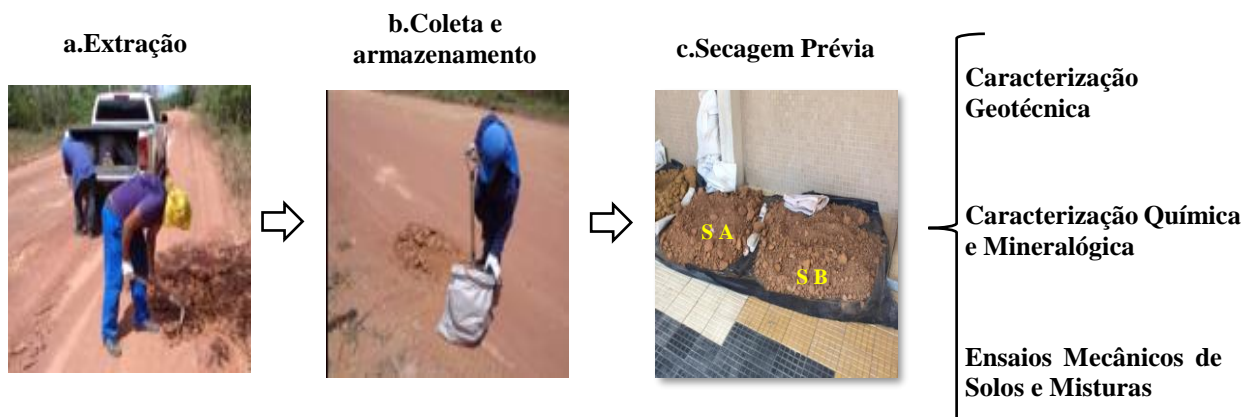 a.Extração
b.Coleta e
armazenamento
c.Secagem Prévia
S A
S B
Caracterização
Geotécnica
Caracterização Química
e Mineralógica
Ensaios Mecânicos de
Solos e Misturas